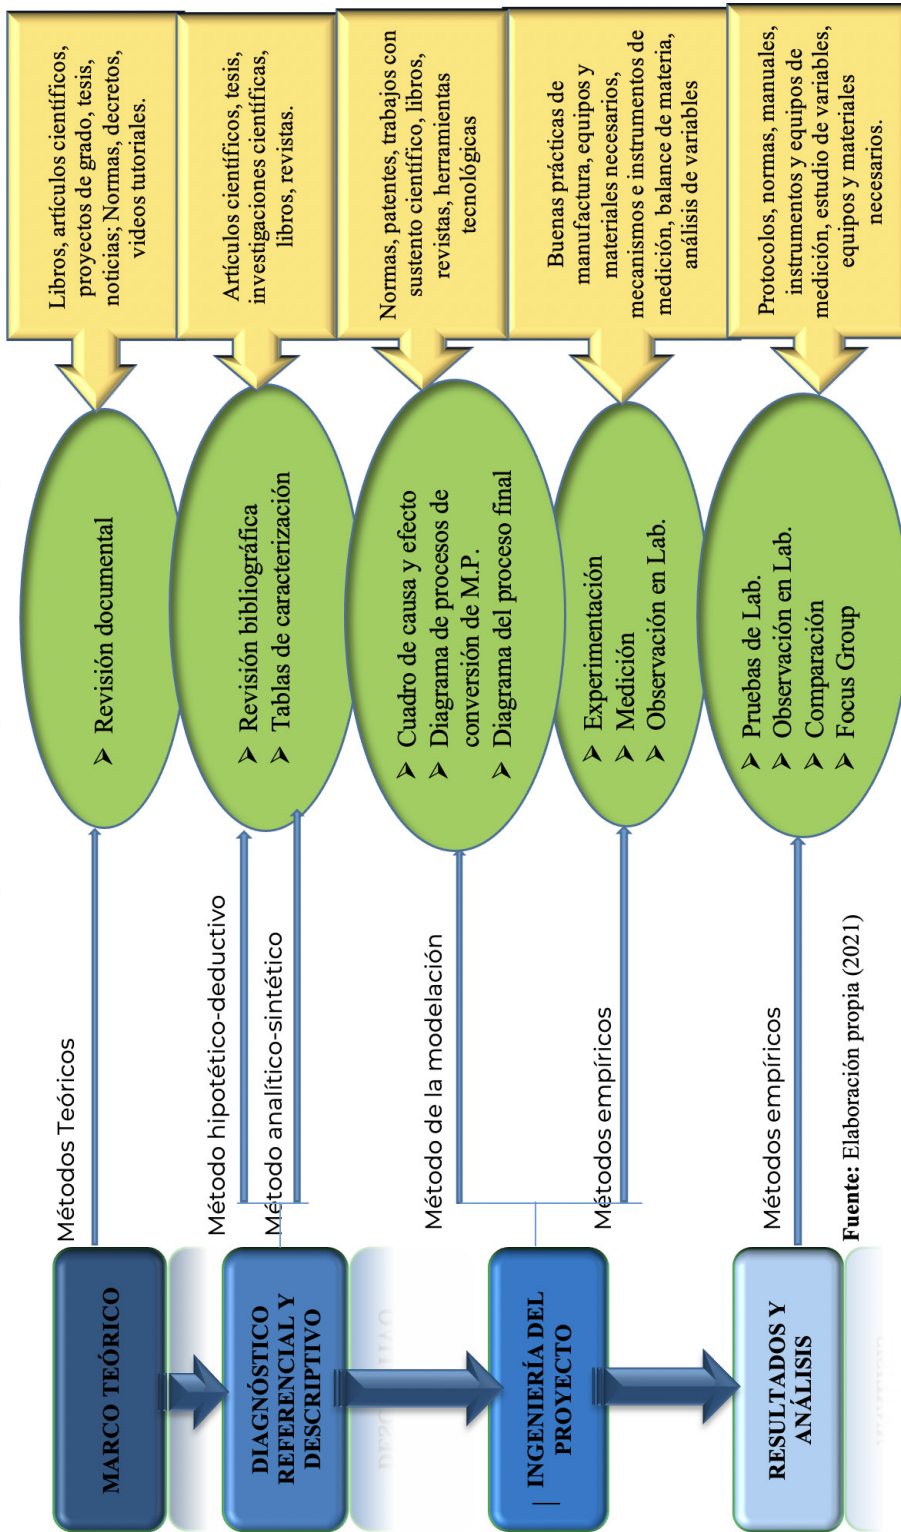 MARCO TEÓRICO
Métodos Teóricos
➢ Revisión documental
Libros, artículos científicos,
proyectos de grado, tesis,
noticias; Normas, decretos,
videos tutoriales.
DIAGNÓSTICO
REFERENCIAL Y
DESCRIPTIVO
Método hipotético-deductivo
Método analítico-sintético
➢ Revisión bibliográfica
➢ Tablas de caracterización
Artículos científicos, tesis,
investigaciones científicas,
libros, revistas.
INGENIERÍA DEL
PROYECTO
Método de la modelación
➢ Cuadro de causa y efecto
➢ Diagrama de procesos de
conversión de M.P.
➢ Diagrama del proceso final
Normas, patentes, trabajos con
sustento científico, libros,
revistas, herramientas
tecnológicas
Métodos empíricos
➢ Experimentación
➢ Medición
➢ Observación en Lab.
Buenas prácticas de
manufactura, equipos y
materiales necesarios,
mecanismos e instrumentos de
medición, balance de materia,
análisis de variables
RESULTADOS Y
ANÁLISIS
Métodos empíricos
➢ Pruebas de Lab.
➢ Observación en Lab.
➢ Comparación
➢ Focus Group
Protocolos, normas, manuales,
instrumentos y equipos de
medición, estudio de variables,
equipos y materiales
necesarios.
Fuente: Elaboración propia (2021)